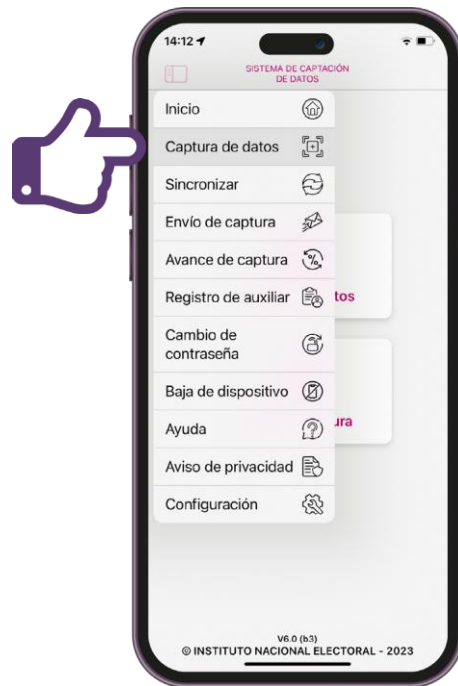 14:12
SISTEMA DE CAPTACIÓN
DE DATOS
Inicio
Captura de datos
Sincronizar
Envío de captura
Avance de captura
Registro de auxiliar
tos
Cambio de
contraseña
Baja de dispositivo
Ayuda
ura
Aviso de privacidad
Configuración
V6.0 (b3)
© INSTITUTO NACIONAL ELECTORAL - 2023